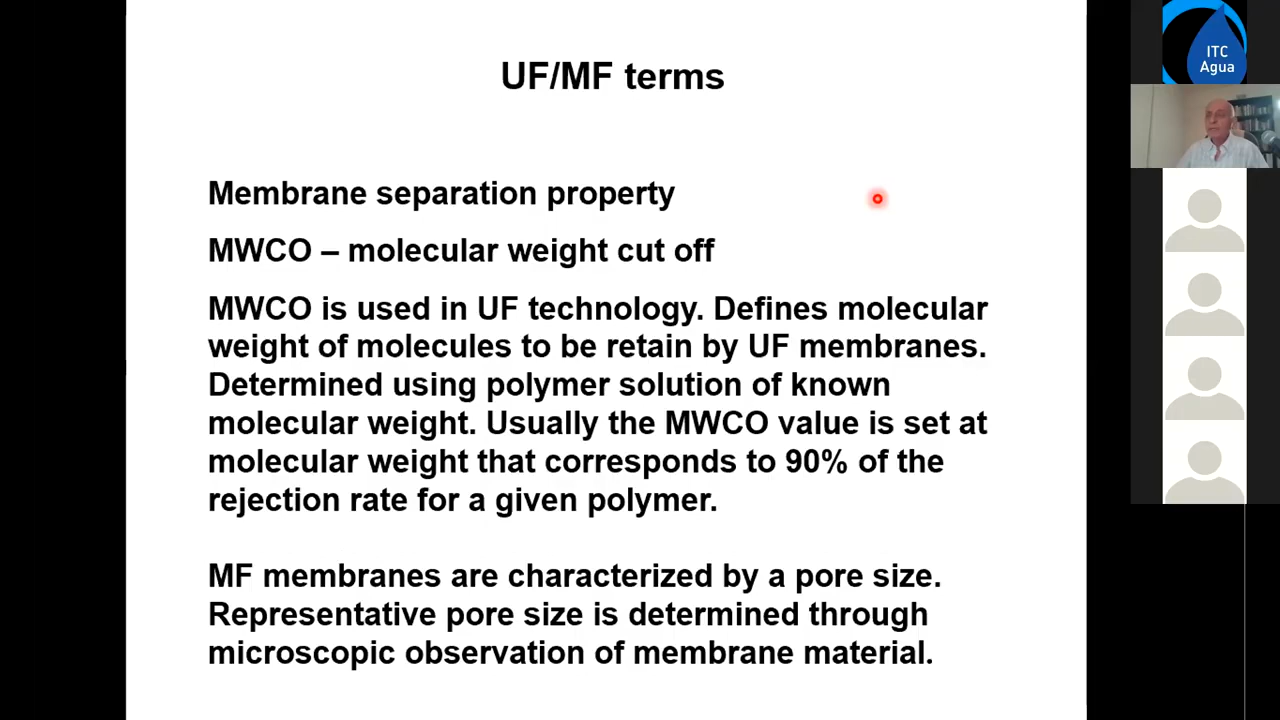 UF/MF terms
ITC
Agua
Membrane separation property
MWCO – molecular weight cut off
MWCO is used in UF technology. Defines molecular
weight of molecules to be retain by UF membranes.
Determined using polymer solution of known
molecular weight. Usually the MWCO value is set at
molecular weight that corresponds to 90% of the
rejection rate for a given polymer.
MF membranes are characterized by a pore size.
Representative pore size is determined through
microscopic observation of membrane material.